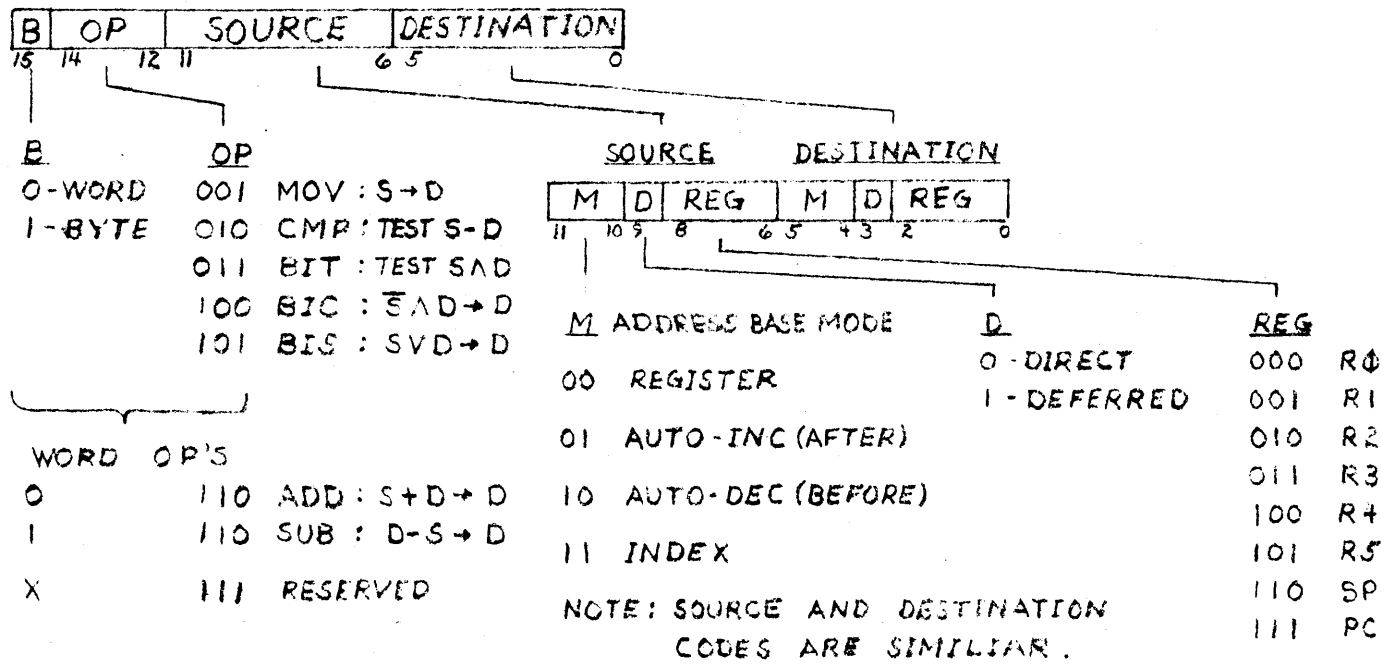 B OP SOURCE DESTINATION
15 14 12 11 6 5 0
B OP
0-WORD 001 MOV : S→D
1-BYTE 010 CMP : TEST S-D
011 BIT : TEST S∧D
100 BIC : S̅∧D→D
101 BIS : S∨D→D
WORD OP'S
0 110 ADD : S+D→D
1 110 SUB : D-S→D
X 111 RESERVED
SOURCE DESTINATION
M D REG M D REG
11 10 9 8 6 5 4 3 2 0
M ADDRESS BASE MODE
00 REGISTER
01 AUTO-INC (AFTER)
10 AUTO-DEC (BEFORE)
11 INDEX
NOTE: SOURCE AND DESTINATION
CODES ARE SIMILIAR.
D
0 - DIRECT
1 - DEFERRED
REG
000 R0
001 R1
010 R2
011 R3
100 R4
101 R5
110 SP
111 PC